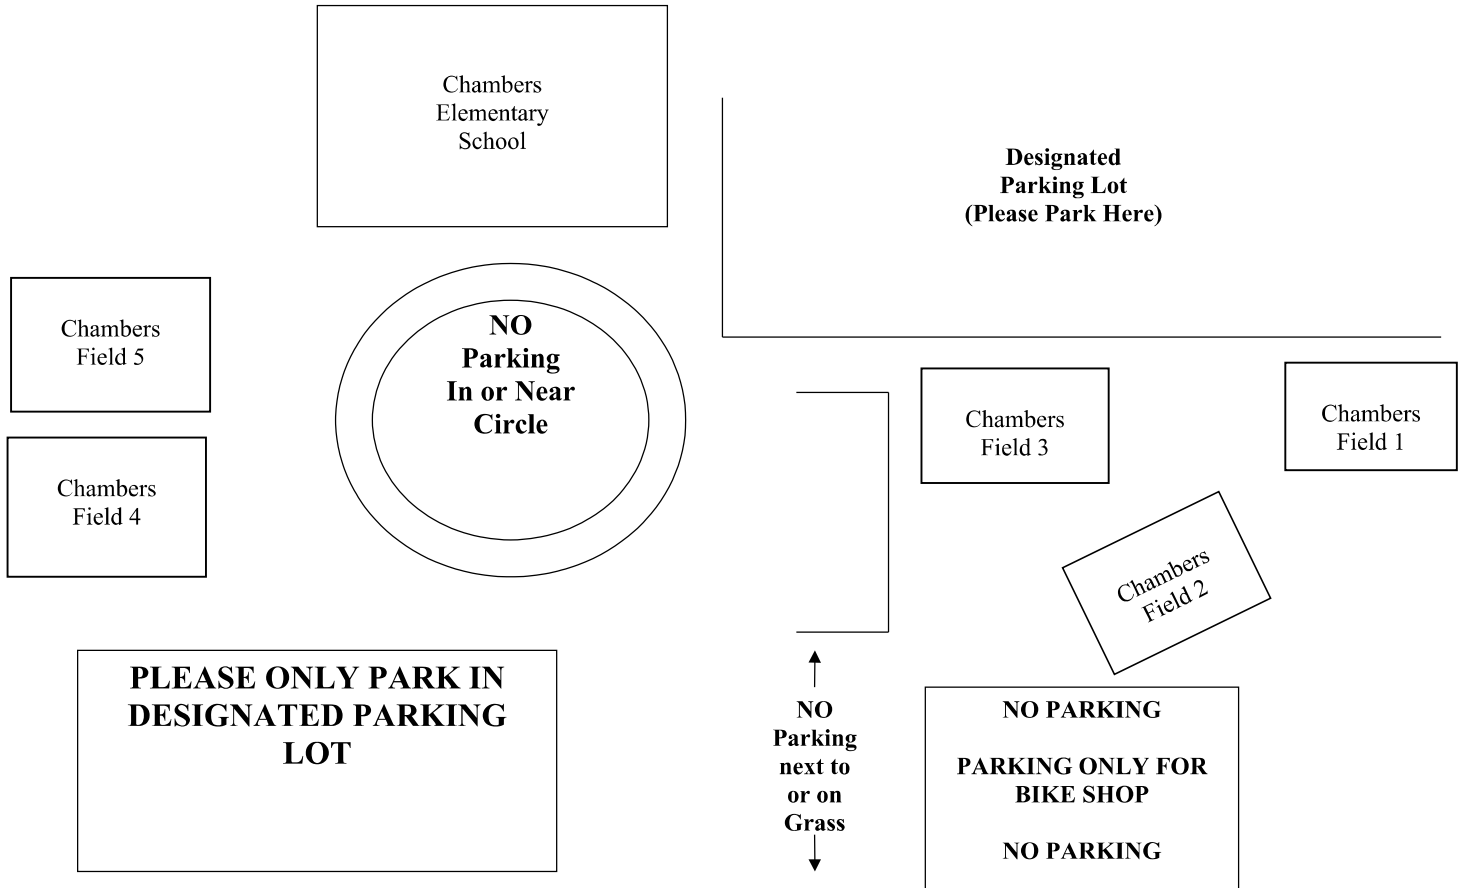 Chambers
Elementary
School
Designated
Parking Lot
(Please Park Here)
Chambers
Field 5
NO
Parking
In or Near
Circle
Chambers
Field 3
Chambers
Field 1
Chambers
Field 4
Chambers
Field 2
PLEASE ONLY PARK IN
DESIGNATED PARKING
LOT
NO
Parking
next to
or on
Grass
NO PARKING
PARKING ONLY FOR
BIKE SHOP
NO PARKING